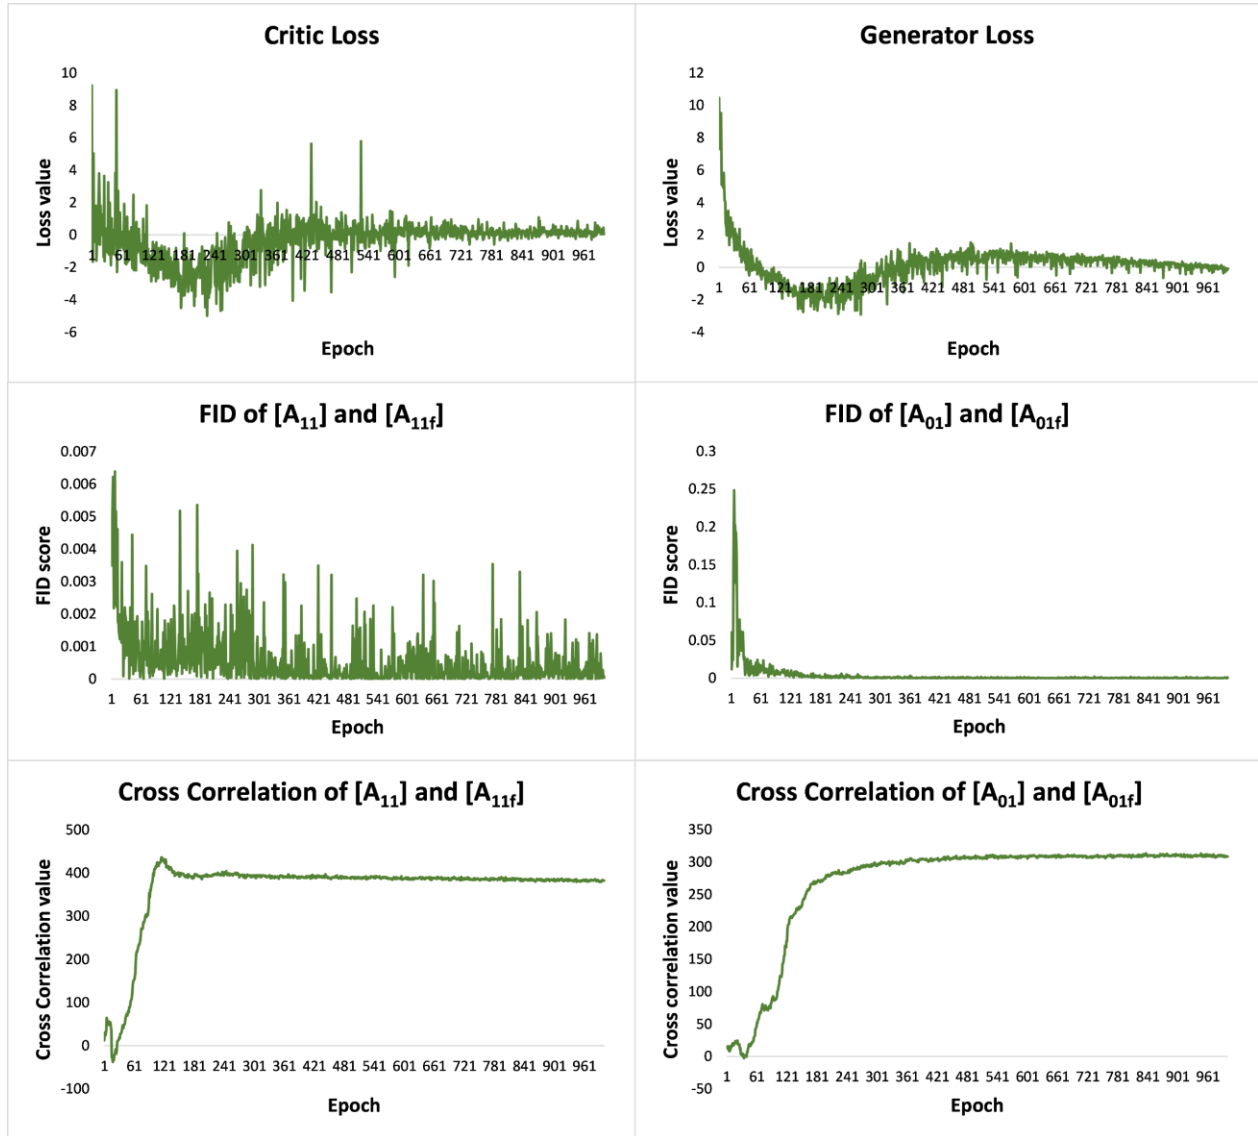 Critic Loss
Loss value
10
8
6
4
2
0
-2
-4
-6
1 61 121 181 241 301 361 421 481 541 601 661 721 781 841 901 961
Epoch
Generator Loss
Loss value
12
10
8
6
4
2
0
-2
-4
1 61 121 181 241 301 361 421 481 541 601 661 721 781 841 901 961
Epoch
FID of [A11] and [A11f]
FID score
0.007
0.006
0.005
0.004
0.003
0.002
0.001
0
1 61 121 181 241 301 361 421 481 541 601 661 721 781 841 901 961
Epoch
FID of [A01] and [A01f]
FID score
0.3
0.25
0.2
0.15
0.1
0.05
0
1 61 121 181 241 301 361 421 481 541 601 661 721 781 841 901 961
Epoch
Cross Correlation of [A11] and [A11f]
Cross Correlation value
500
400
300
200
100
0
-100
1 61 121 181 241 301 361 421 481 541 601 661 721 781 841 901 961
Epoch
Cross Correlation of [A01] and [A01f]
Cross correlation value
350
300
250
200
150
100
50
0
-50
1 61 121 181 241 301 361 421 481 541 601 661 721 781 841 901 961
Epoch